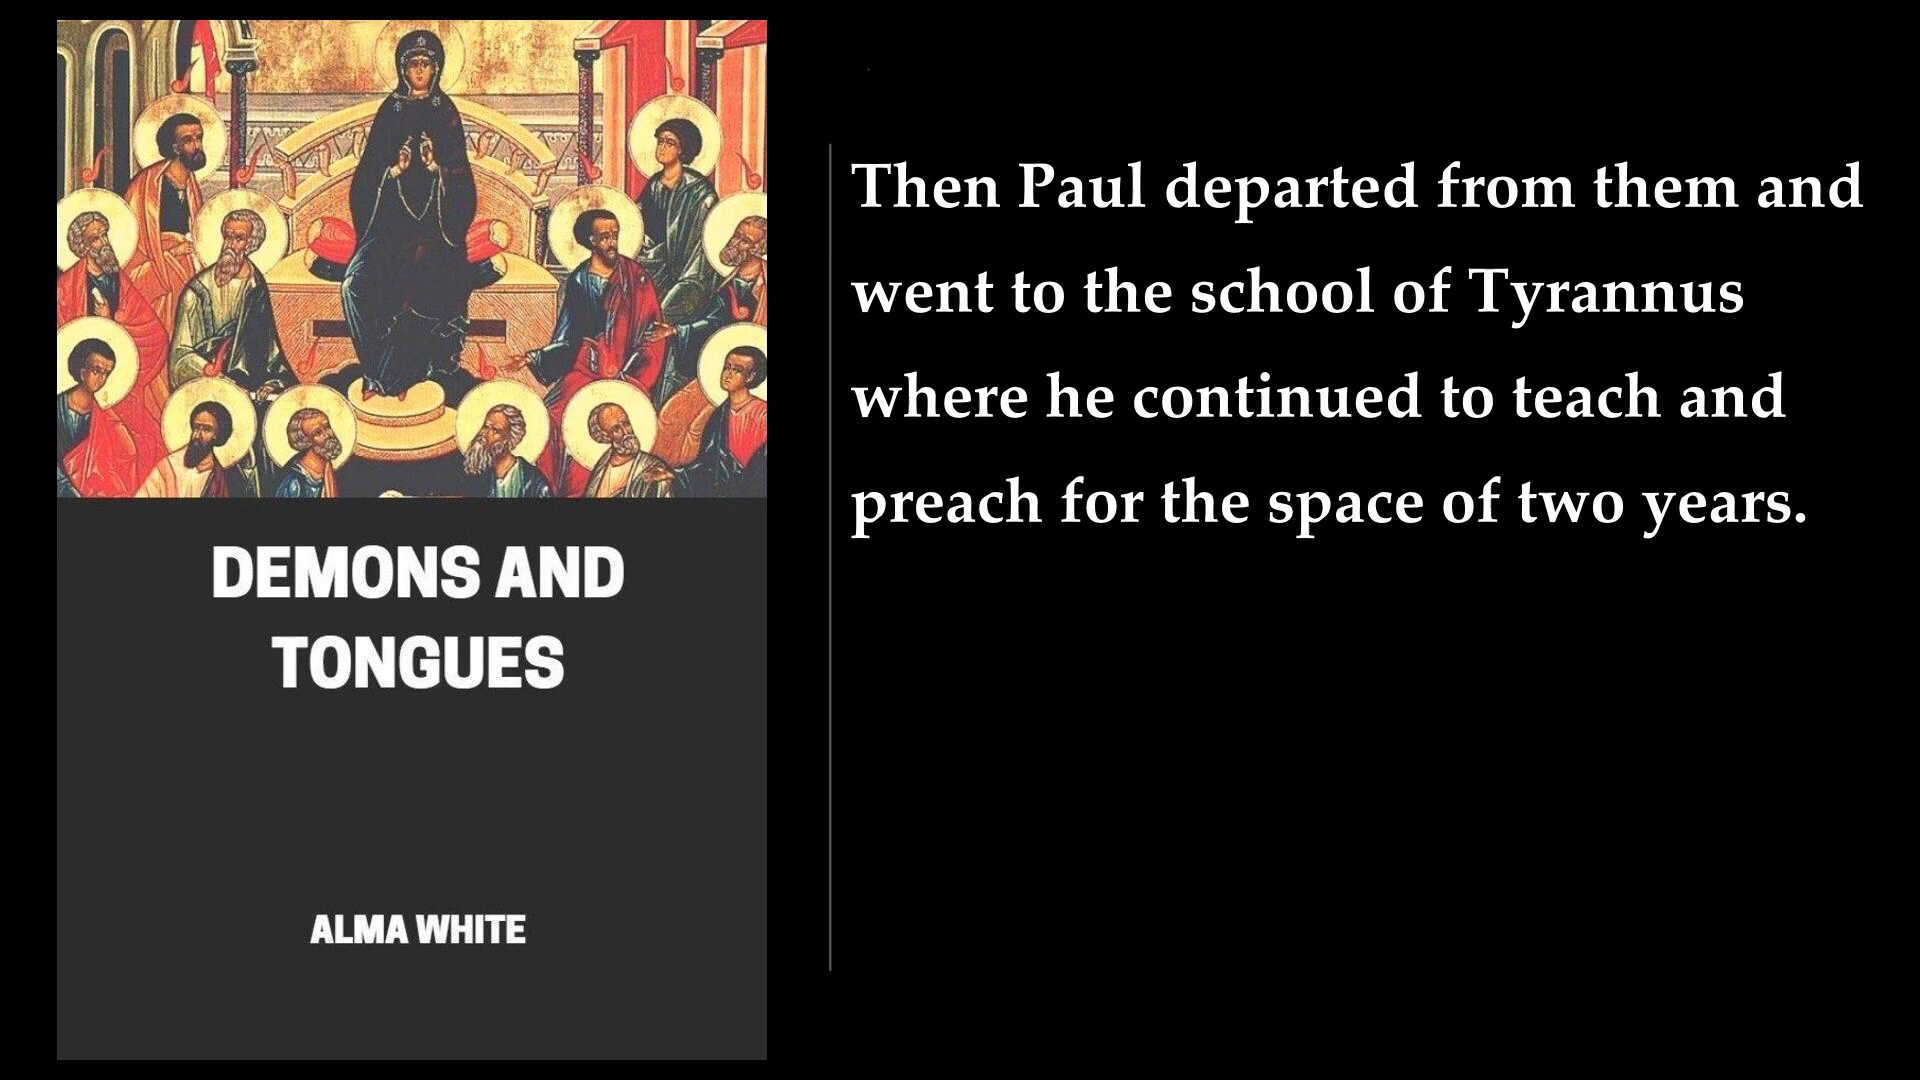 DEMONS AND
TONGUES
ALMA WHITE
Then Paul departed from them and
went to the school of Tyrannus
where he continued to teach and
preach for the space of two years.